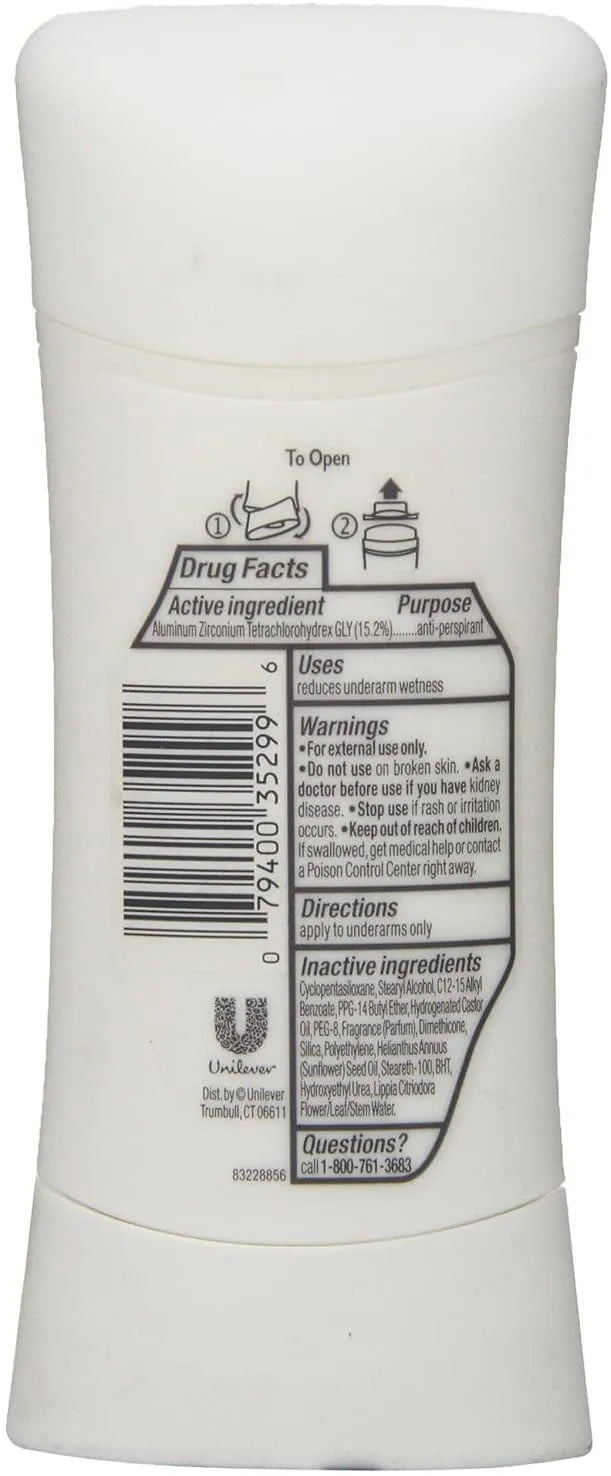 To Open
1
2
Drug Facts
Active ingredient Purpose
Aluminum Zirconium Tetrachlorohydrex GLY (15.2%)........anti-perspirant
Uses
reduces underarm wetness
Warnings
•For external use only.
•Do not use on broken skin. •Ask a
doctor before use if you have kidney
disease. •Stop use if rash or irritation
occurs. •Keep out of reach of children.
If swallowed, get medical help or contact
a Poison Control Center right away.
Directions
apply to underarms only
Inactive ingredients
Cyclopentasiloxane, Stearyl Alcohol, C12-15 Alkyl
Benzoate, PPG-14 Butyl Ether, Hydrogenated Castor
Oil, PEG-8, Fragrance (Parfum), Dimethicone,
Silica, Polyethylene, Helianthus Annuus
(Sunflower) Seed Oil, Steareth-100, BHT,
Hydroxyethyl Urea, Lippia Citriodora
Flower/Leaf/Stem Water.
Questions?
call 1-800-761-3683
0 79400 35299 6
Unilever
Dist. by © Unilever
Trumbull, CT 06611
83228856